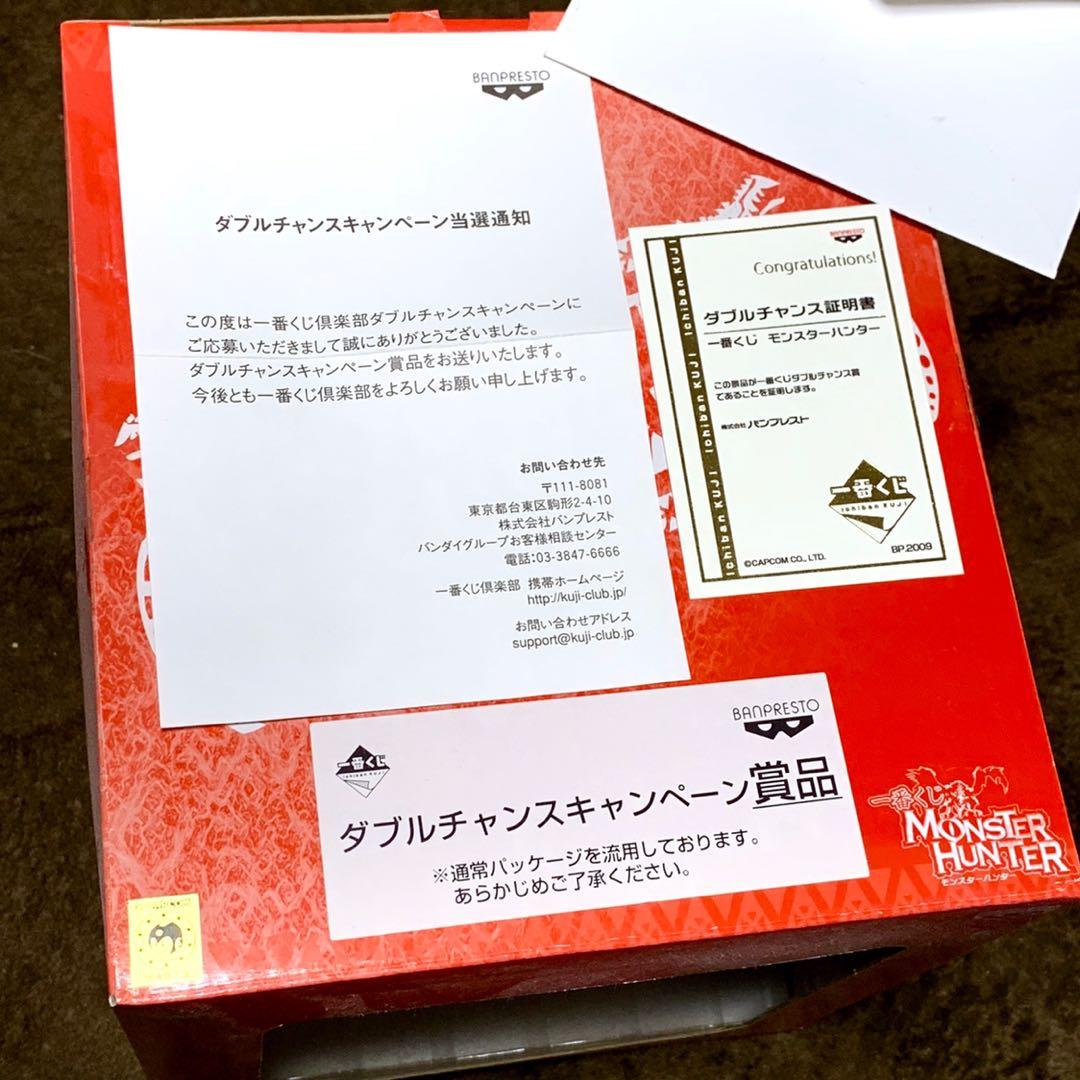 BANPRESTO
ダブルチャンスキャンペーン当選通知
この度は一番くじ倶楽部ダブルチャンスキャンペーンに
ご応募いただきまして誠にありがとうございました。
ダブルチャンスキャンペーン賞品をお送りいたします。
今後とも一番くじ倶楽部をよろしくお願い申し上げます。
お問い合わせ先
〒111-8081
東京都台東区駒形2-4-10
株式会社バンプレスト
バンダイグループお客様相談センター
電話:03-3847-6666
一番くじ倶楽部 携帯ホームページ
http://kuji-club.jp/
お問い合わせアドレス
support@kuji-club.jp
Ichiban KUJI Ichiban KUJI Ichiban KUJI Ichiban KUJI
BANPRESTO
Congratulations!
ダブルチャンス証明書
一番くじ モンスターハンター
この景品が一番くじダブルチャンス賞
であることを証明します。
株式会社 バンプレスト
一番くじ
Ichiban KUJI
BP.2009
©CAPCOM CO., LTD.
一番くじ
Ichiban KUJI
BANPRESTO
ダブルチャンスキャンペーン賞品
※通常パッケージを流用しております。
あらかじめご了承ください。
一番くじ
MONSTER
HUNTER
モンスターハンター